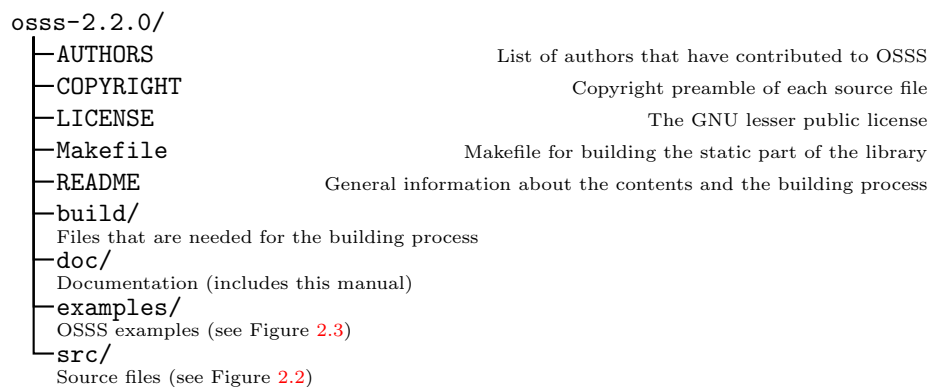 osss-2.2.0/
AUTHORS List of authors that have contributed to OSSS
COPYRIGHT Copyright preamble of each source file
LICENSE The GNU lesser public license
Makefile Makefile for building the static part of the library
README General information about the contents and the building process
build/
Files that are needed for the building process
doc/
Documentation (includes this manual)
examples/
OSSS examples (see Figure 2.3)
src/
Source files (see Figure 2.2)